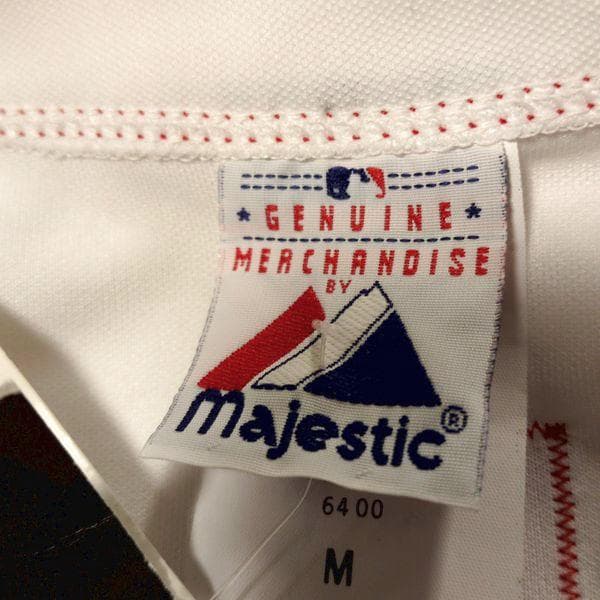 * GENUINE *
MERCHANDISE
BY
majestic®
6400
M